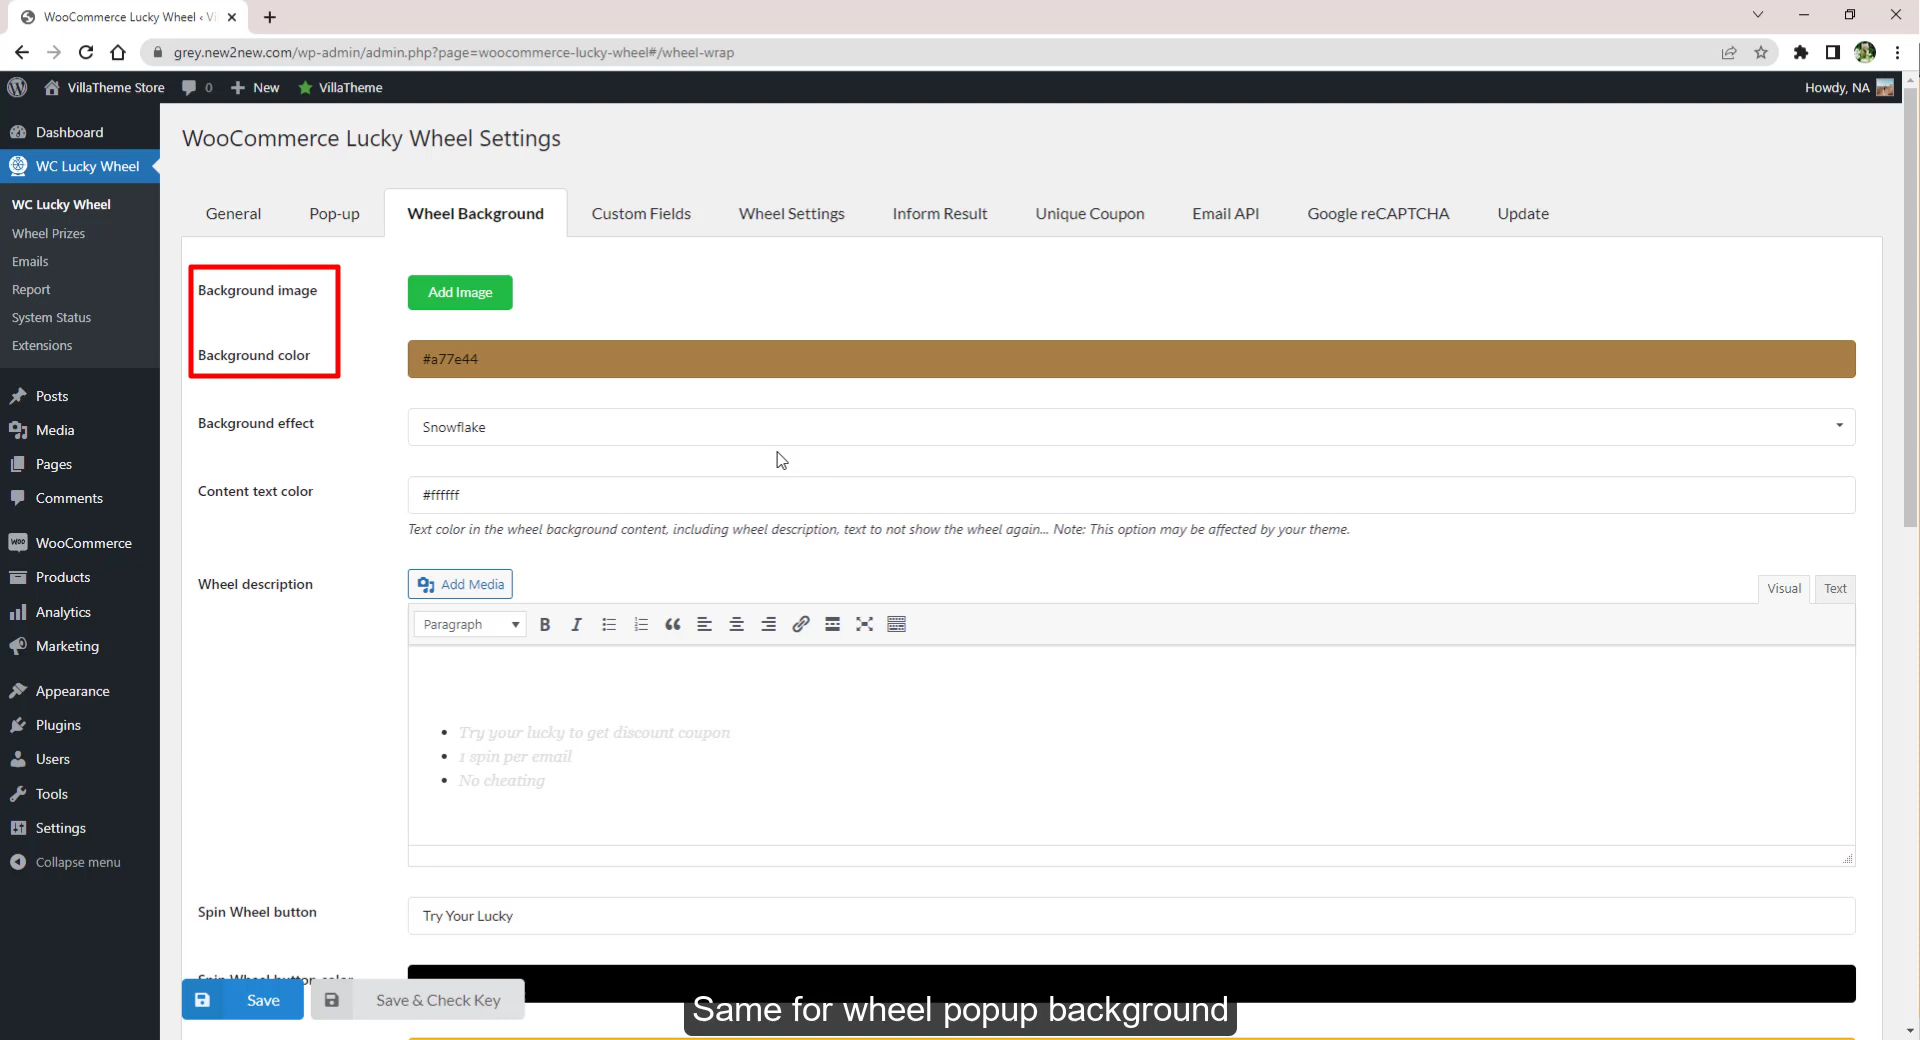 WooCommerce Lucky Wheel ‹ Vi
grey.new2new.com/wp-admin/admin.php?page=woocommerce-lucky-wheel#/wheel-wrap
VillaTheme Store
0
New
VillaTheme
Howdy, NA
Dashboard
WC Lucky Wheel
WC Lucky Wheel
Wheel Prizes
Emails
Report
System Status
Extensions
Posts
Media
Pages
Comments
WooCommerce
Products
Analytics
Marketing
Appearance
Plugins
Users
Tools
Settings
Collapse menu
WooCommerce Lucky Wheel Settings
General
Pop-up
Wheel Background
Custom Fields
Wheel Settings
Inform Result
Unique Coupon
Email API
Google reCAPTCHA
Update
Background image
Add Image
Background color
#a77e44
Background effect
Snowflake
Content text color
#ffffff
Text color in the wheel background content, including wheel description, text to not show the wheel again... Note: This option may be affected by your theme.
Wheel description
Add Media
Visual
Text
Paragraph
Try your lucky to get discount coupon
1 spin per email
No cheating
Spin Wheel button
Try Your Lucky
Spin Wheel button color
Save
Save & Check Key
Same for wheel popup background